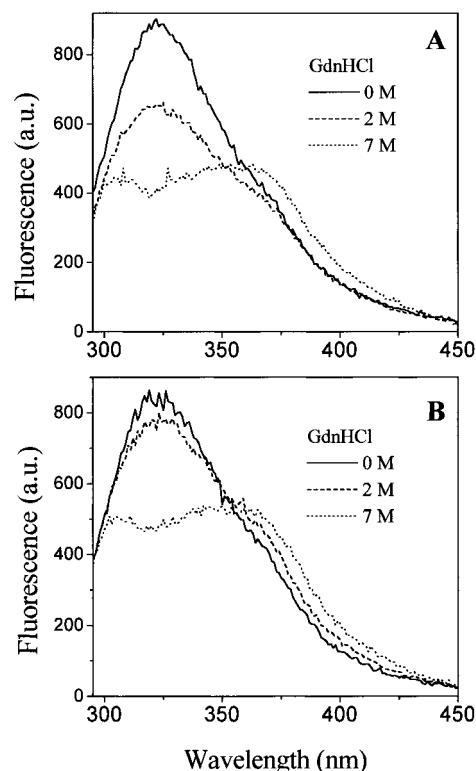 A
GdnHCl
0 M
2 M
7 M
800
600
400
200
0
300
350
400
450
Fluorescence (a.u.)
B
GdnHCl
0 M
2 M
7 M
800
600
400
200
0
300
350
400
450
Fluorescence (a.u.)
Wavelength (nm)